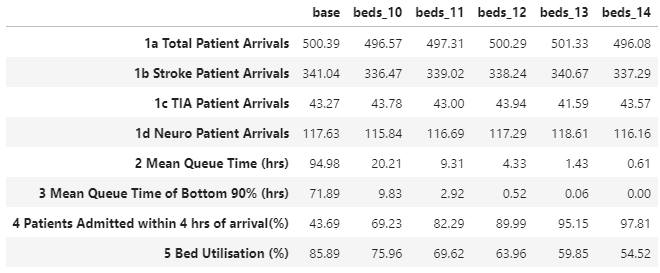 base beds_10 beds_11 beds_12 beds_13 beds_14
1a Total Patient Arrivals 500.39 496.57 497.31 500.29 501.33 496.08
1b Stroke Patient Arrivals 341.04 336.47 339.02 338.24 340.67 337.29
1c TIA Patient Arrivals 43.27 43.78 43.00 43.94 41.59 43.57
1d Neuro Patient Arrivals 117.63 115.84 116.69 117.29 118.61 116.16
2 Mean Queue Time (hrs) 94.98 20.21 9.31 4.33 1.43 0.61
3 Mean Queue Time of Bottom 90% (hrs) 71.89 9.83 2.92 0.52 0.06 0.00
4 Patients Admitted within 4 hrs of arrival(%) 43.69 69.23 82.29 89.99 95.15 97.81
5 Bed Utilisation (%) 85.89 75.96 69.62 63.96 59.85 54.52